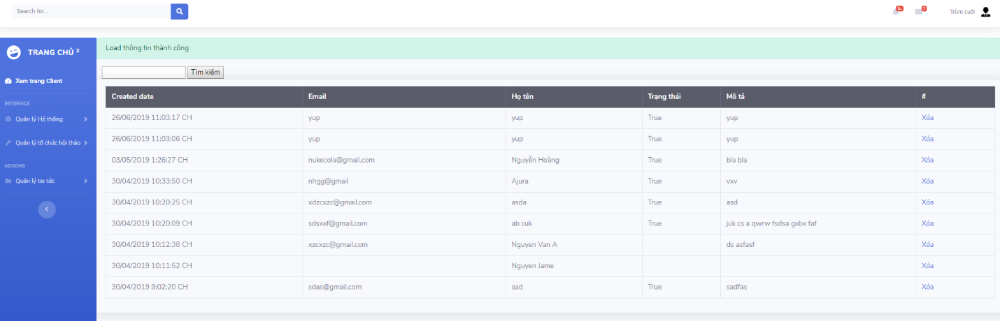 Search for...
3+
7
Trùm cuối
TRANG CHỦ 2
Load thông tin thành công
Tìm kiếm
Xem trang Client
INTERFACE
Quản lý Hệ thống
Quản lý tổ chức hội thảo
ADDONS
Quản lý tin tức
Created date Email Họ tên Trạng thái Mô tả #
26/06/2019 11:03:17 CH yup yup True yup Xóa
26/06/2019 11:03:06 CH yup yup True yup Xóa
03/05/2019 1:26:27 CH nukecola@gmail.com Nguyễn Hoàng True bla bla Xóa
30/04/2019 10:33:50 CH nhgg@gmail Ajura True vxv Xóa
30/04/2019 10:20:25 CH xdzcxzc@gmail.com asda True asd Xóa
30/04/2019 10:20:09 CH sdsxxf@gmail.com ab cuk True juk cs a qwrw fsdsa gxbx faf Xóa
30/04/2019 10:12:38 CH xzcxzc@gmail.com Nguyen Van A ds asfasf Xóa
30/04/2019 10:11:52 CH Nguyen Jame Xóa
30/04/2019 9:02:20 CH sdas@gmail.com sad True sadfas Xóa